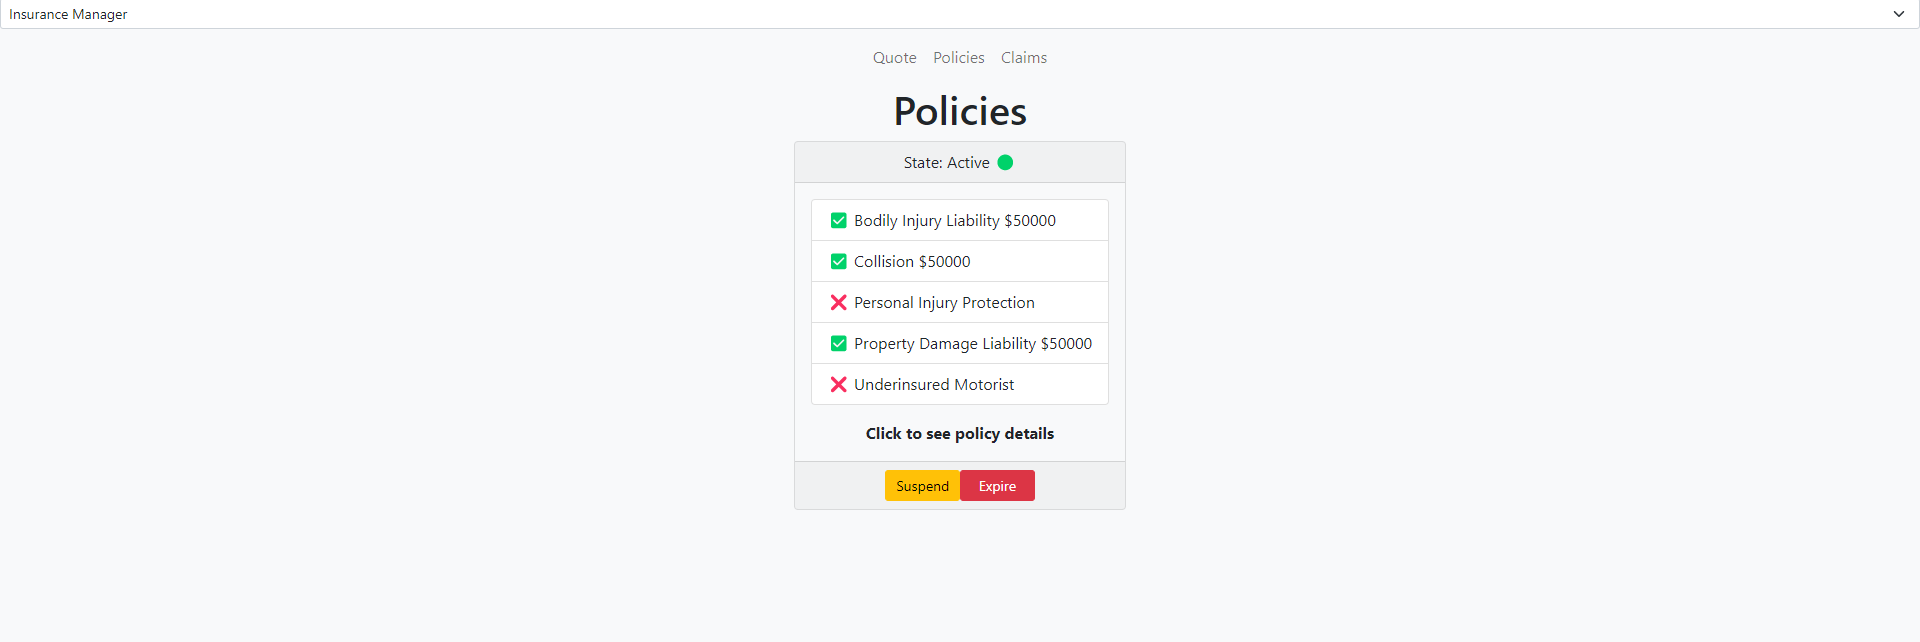 Insurance Manager
Quote Policies Claims
Policies
State: Active
Bodily Injury Liability $50000
Collision $50000
Personal Injury Protection
Property Damage Liability $50000
Underinsured Motorist
Click to see policy details
Suspend Expire